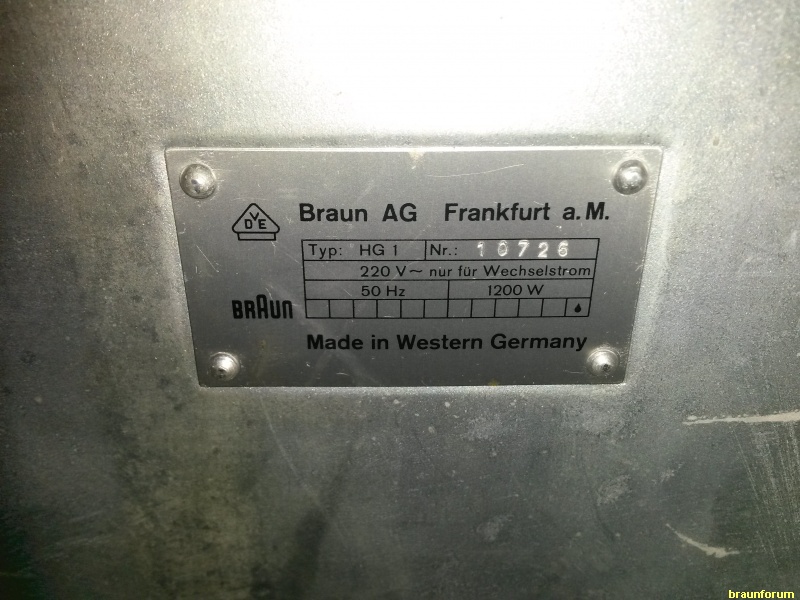 Braun AG Frankfurt a.M.
VDE
Typ: HG 1 Nr.: 10726
220 V~ nur für Wechselstrom
50 Hz 1200 W
BRAUN
Made in Western Germany
braunforum